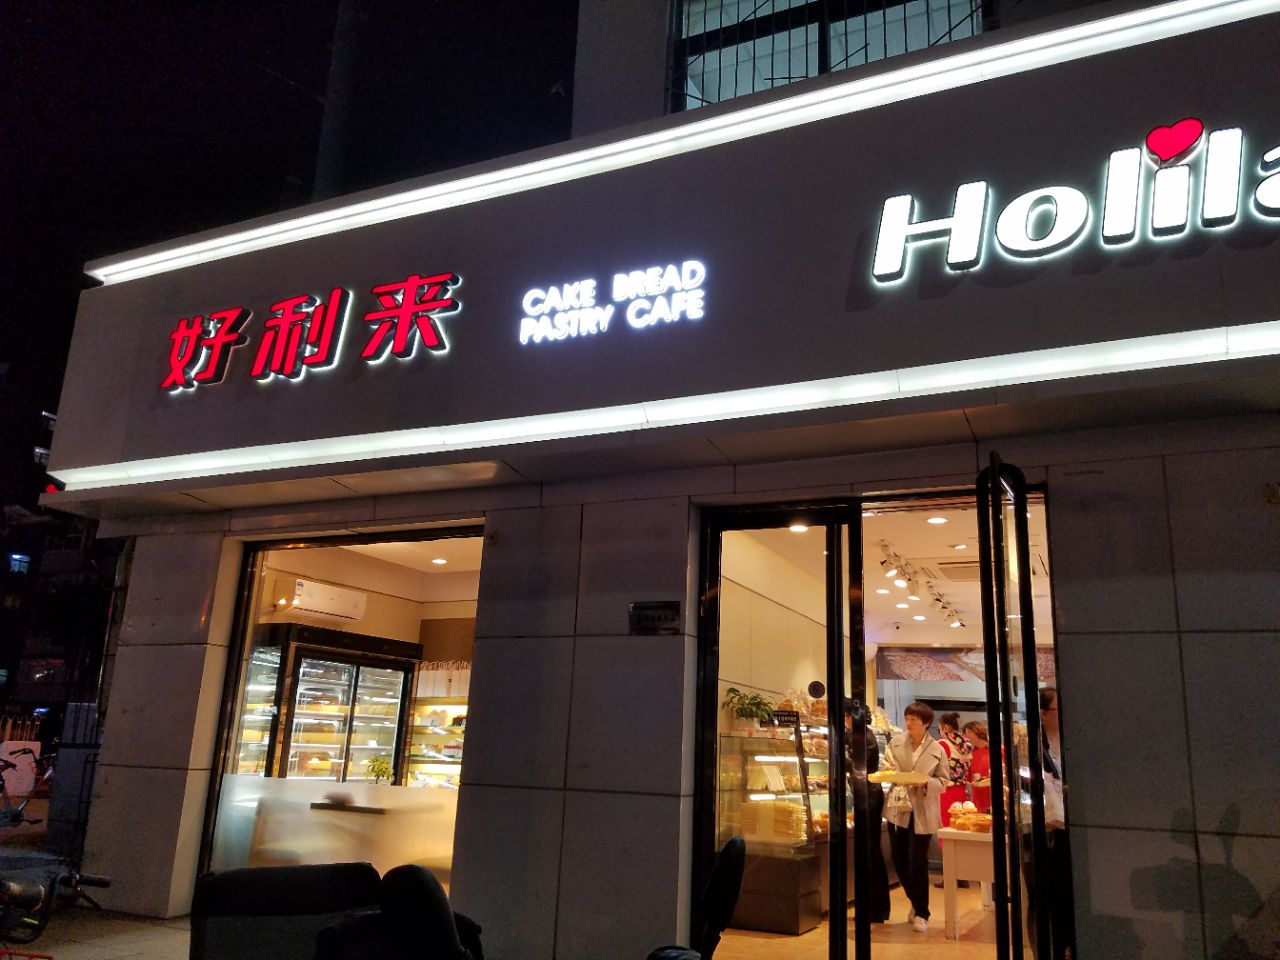 好利来
CAKE BREAD
PASTRY CAFE
Holila